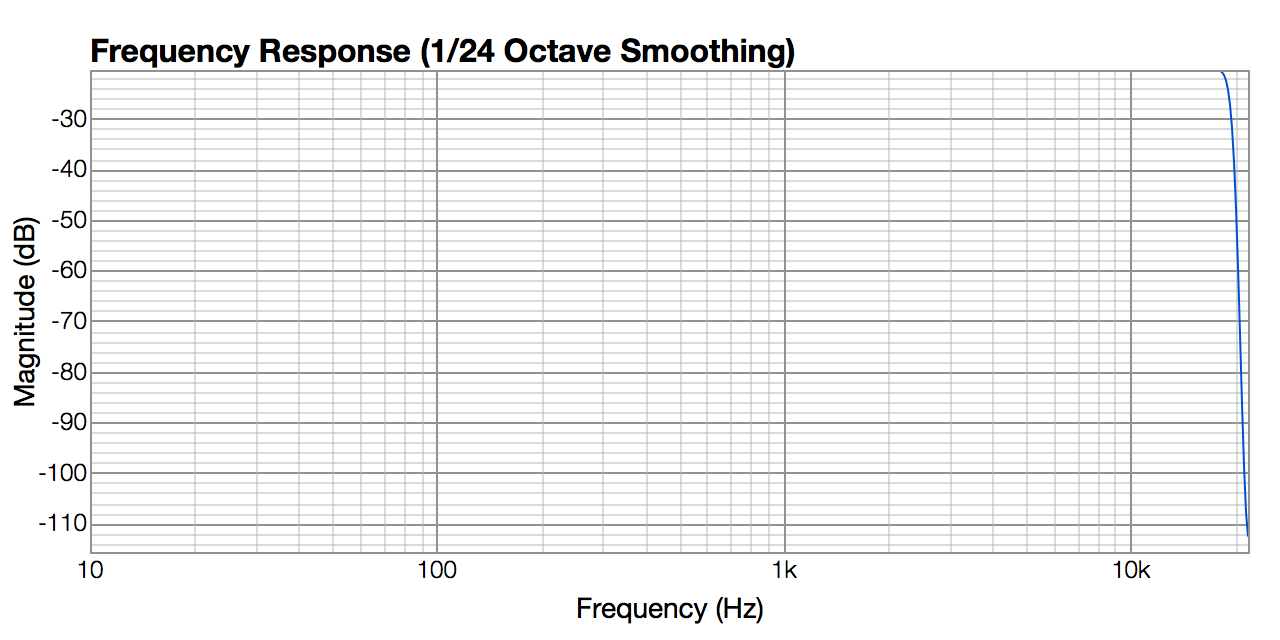 Frequency Response (1/24 Octave Smoothing)
-30
-40
-50
-60
-70
-80
-90
-100
-110
Magnitude (dB)
10 100 1k 10k
Frequency (Hz)